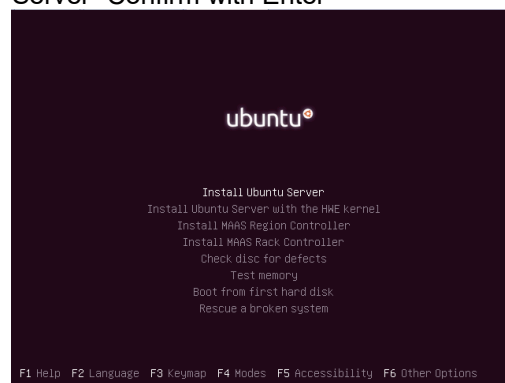 Server" Confirm with Enter
ubuntu
Install Ubuntu Server
Install Ubuntu Server with the HWE kernel
Install MAAS Region Controller
Install MAAS Rack Controller
Check disc for defects
Test memory
Boot from first hard disk
Rescue a broken system
F1 Help F2 Language F3 Keymap F4 Modes F5 Accessibility F6 Other Options